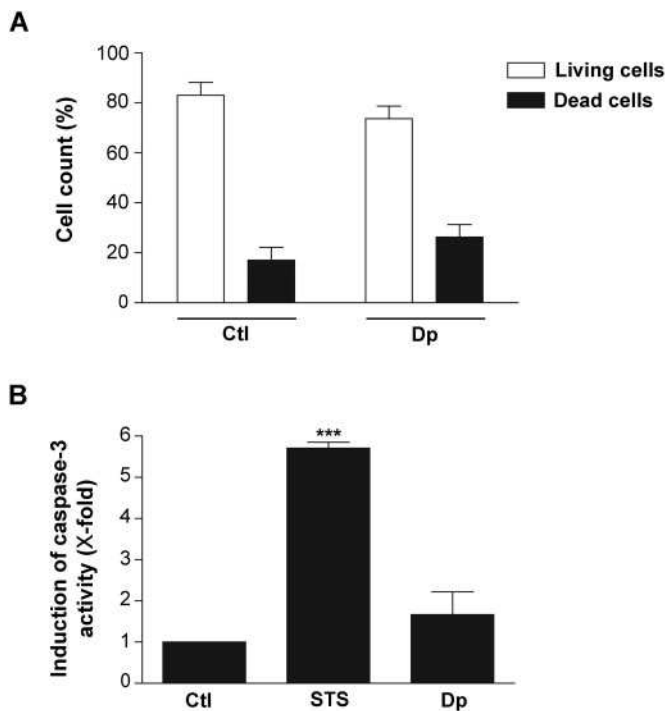 A
100
80
60
40
20
0
Cell count (%)
Living cells
Dead cells
Ctl
Dp
B
6
5
4
3
2
1
0
Induction of caspase-3
activity (X-fold)
***
Ctl
STS
Dp